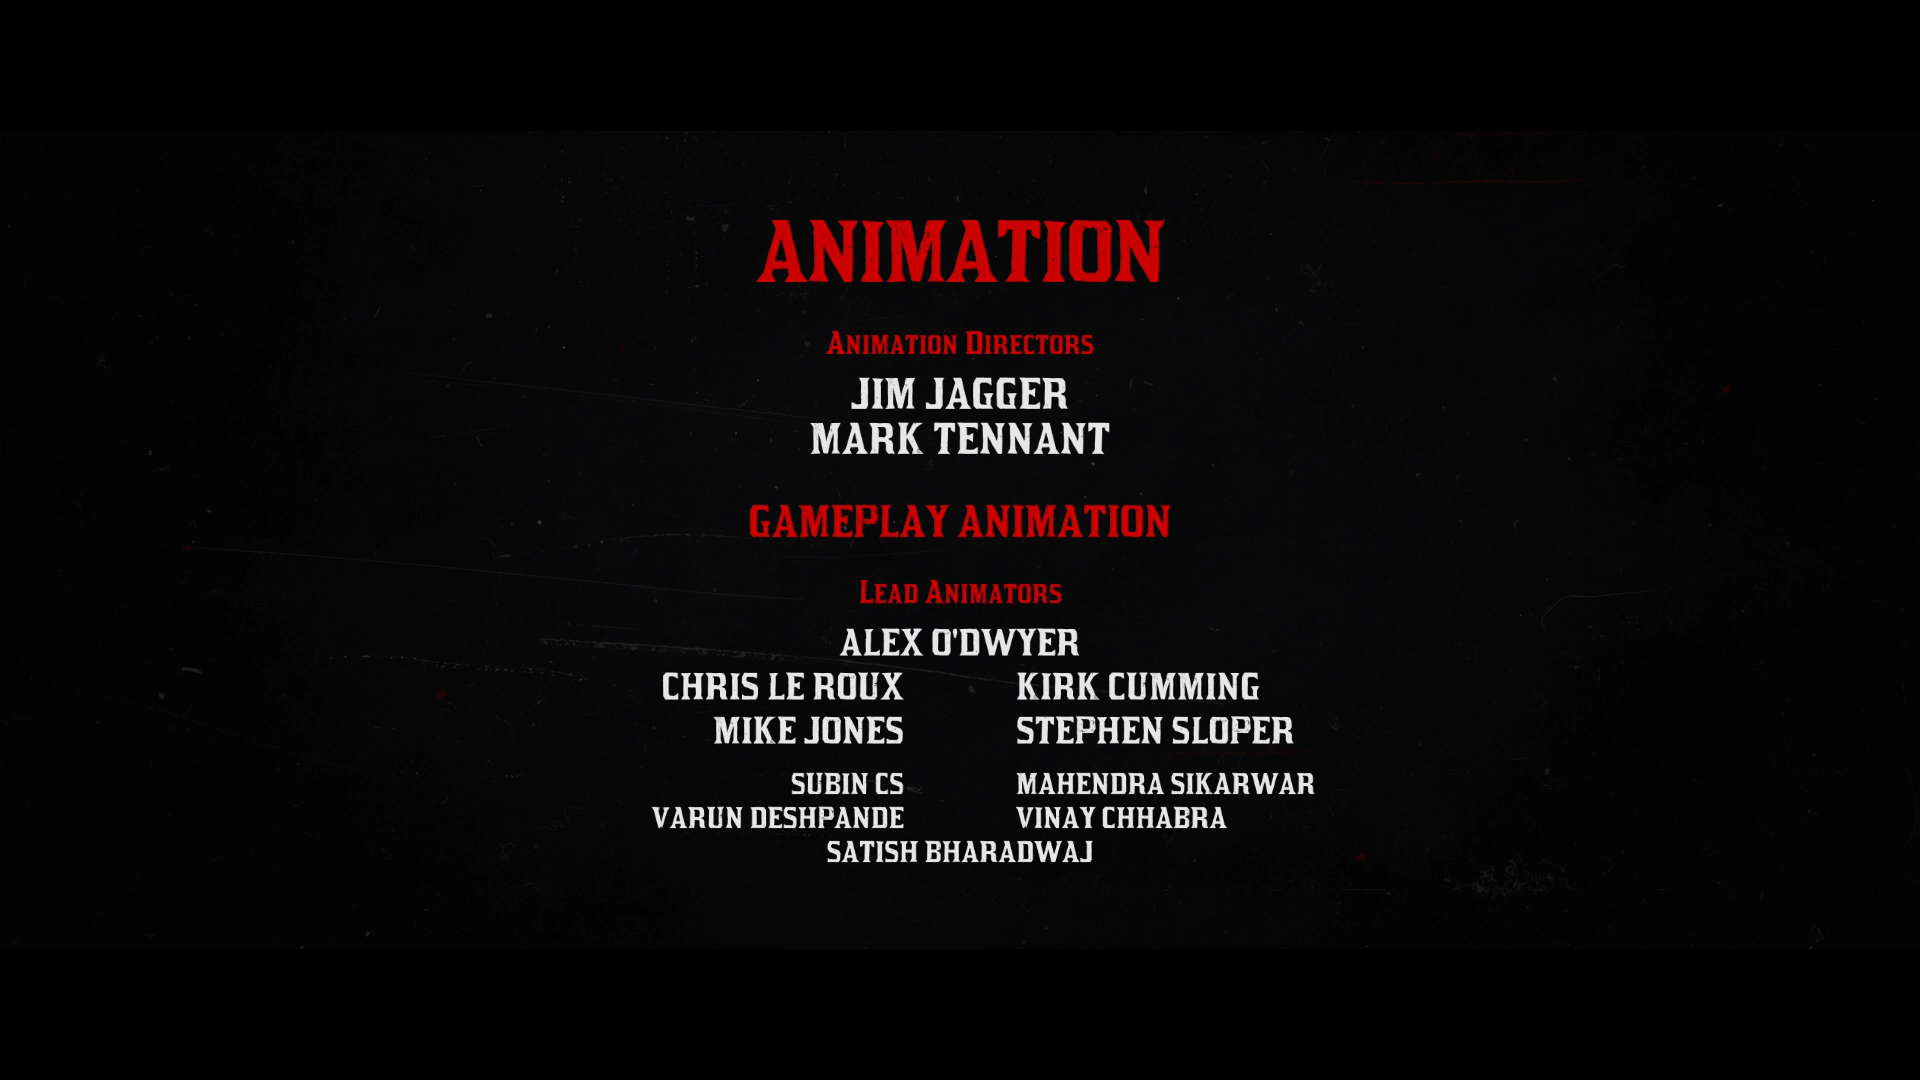 ANIMATION
ANIMATION DIRECTORS
JIM JAGGER
MARK TENNANT
GAMEPLAY ANIMATION
LEAD ANIMATORS
ALEX O'DWYER
CHRIS LE ROUX KIRK CUMMING
MIKE JONES STEPHEN SLOPER
SUBIN CS MAHENDRA SIKARWAR
VARUN DESHPANDE VINAY CHHABRA
SATISH BHARADWAJ